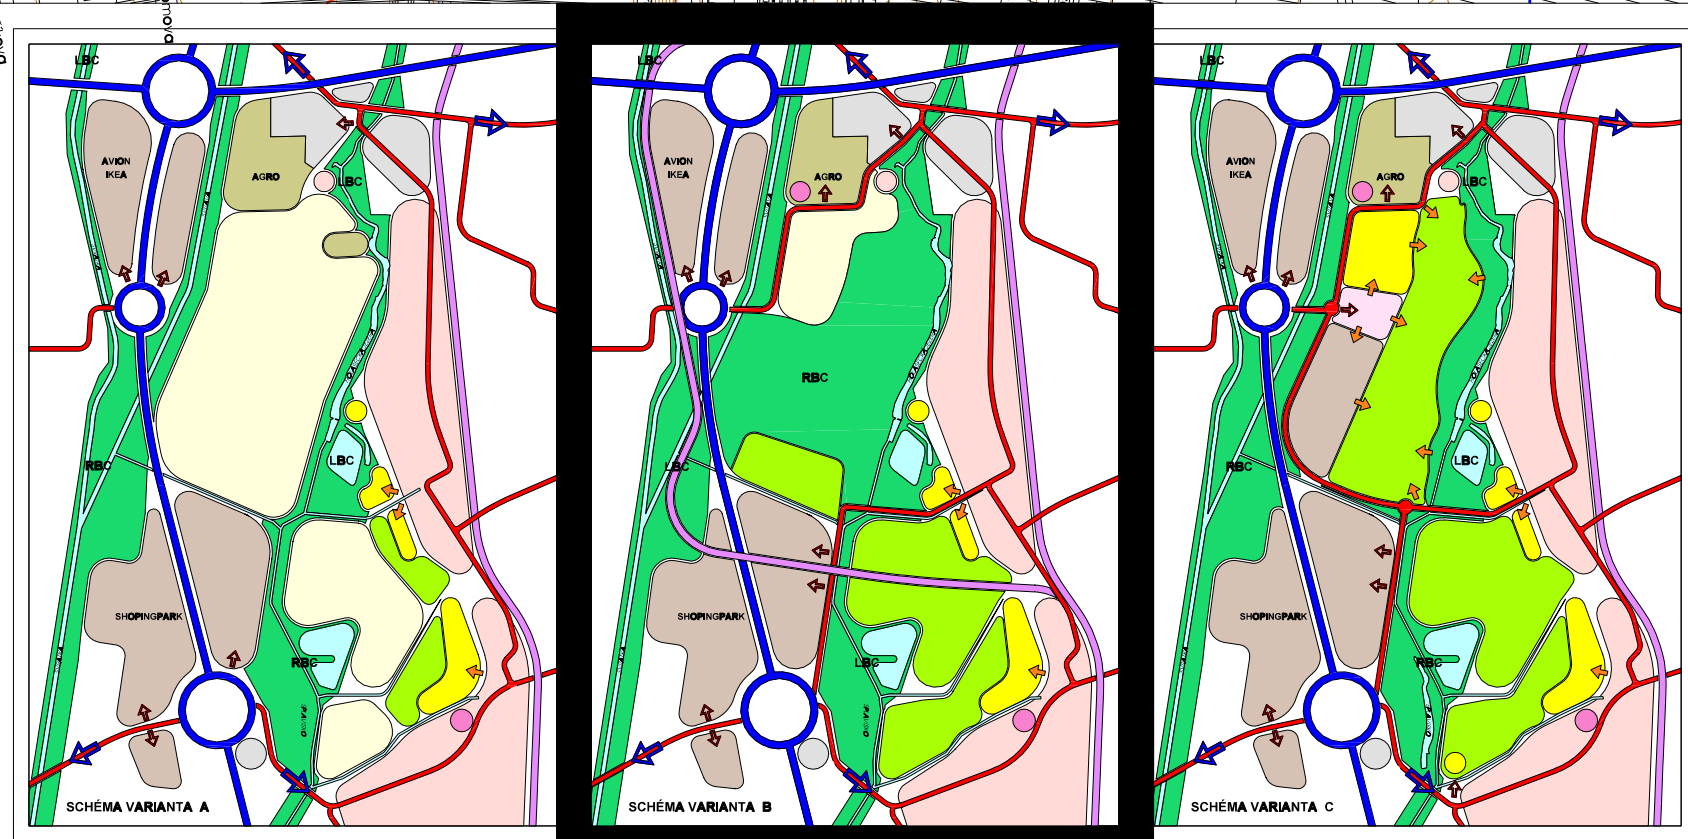 LBC
AVION
IKEA
AGRO
LBC
LBC
RBC
SHOPINGPARK
RBC
SCHÉMA VARIANTA A
LBC
AVION
IKEA
AGRO
RBC
LBC
SHOPINGPARK
LBC
SCHÉMA VARIANTA B
LBC
AVION
IKEA
AGRO
LBC
LBC
RBC
SHOPINGPARK
RBC
SCHÉMA VARIANTA C